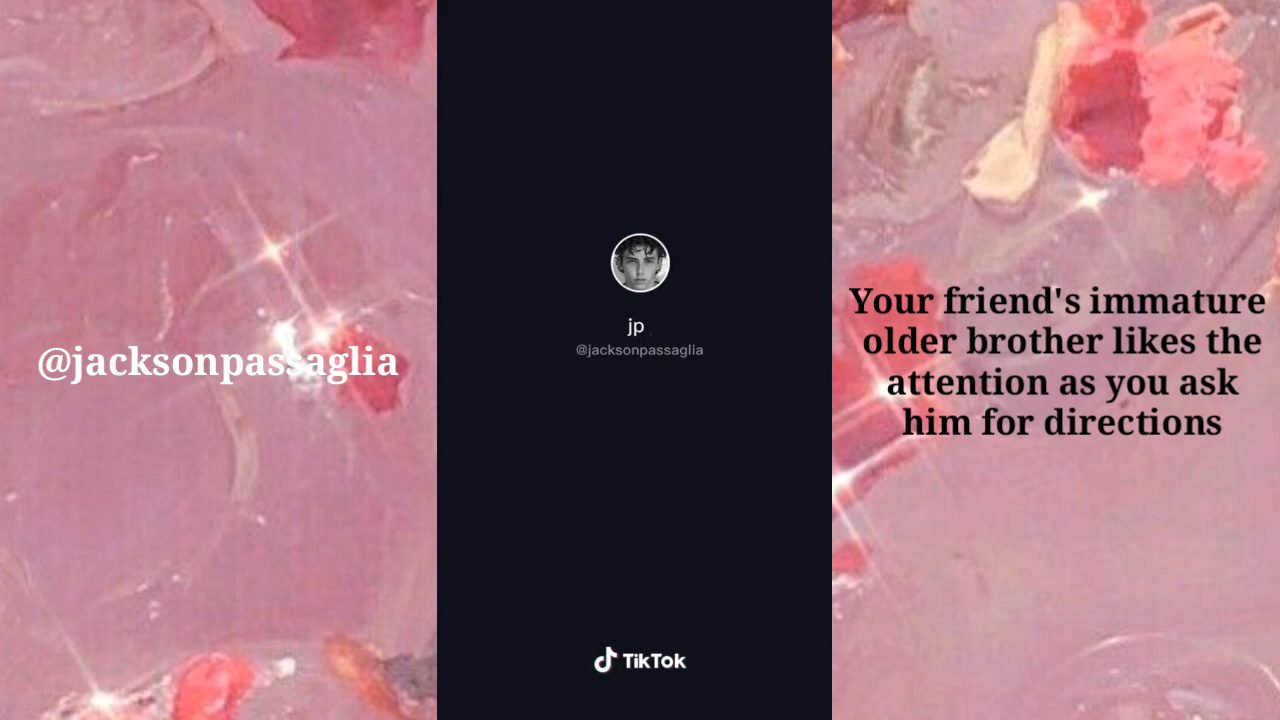 @jacksonpassaglia
jp
@jacksonpassaglia
TikTok
Your friend's immature
older brother likes the
attention as you ask
him for directions